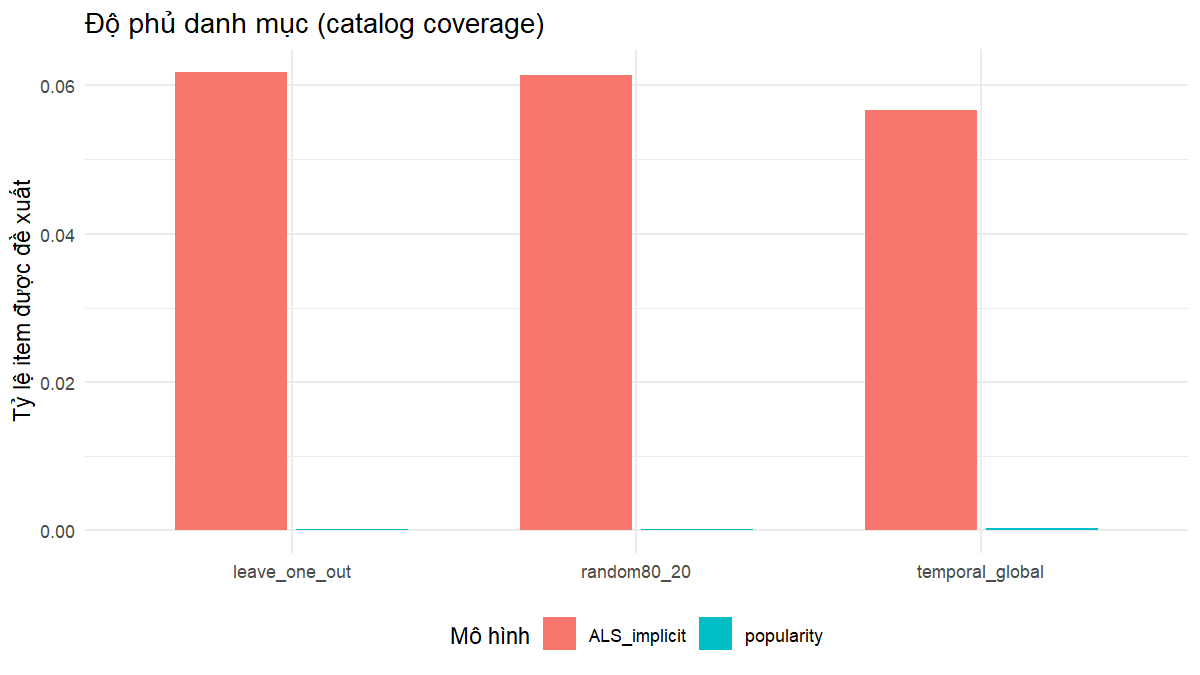 Độ phủ danh mục (catalog coverage)
Tỷ lệ item được đề xuất
0.06
0.04
0.02
0.00
leave_one_out random80_20 temporal_global
Mô hình ALS_implicit popularity